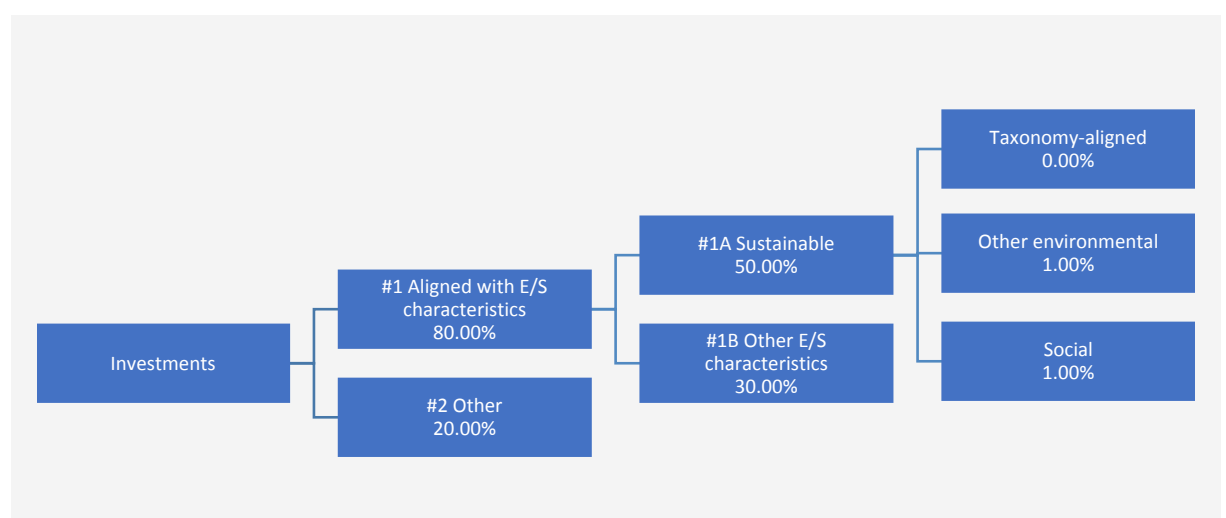 Investments
#1 Aligned with E/S
characteristics
80.00%
#2 Other
20.00%
#1A Sustainable
50.00%
#1B Other E/S
characteristics
30.00%
Taxonomy-aligned
0.00%
Other environmental
1.00%
Social
1.00%